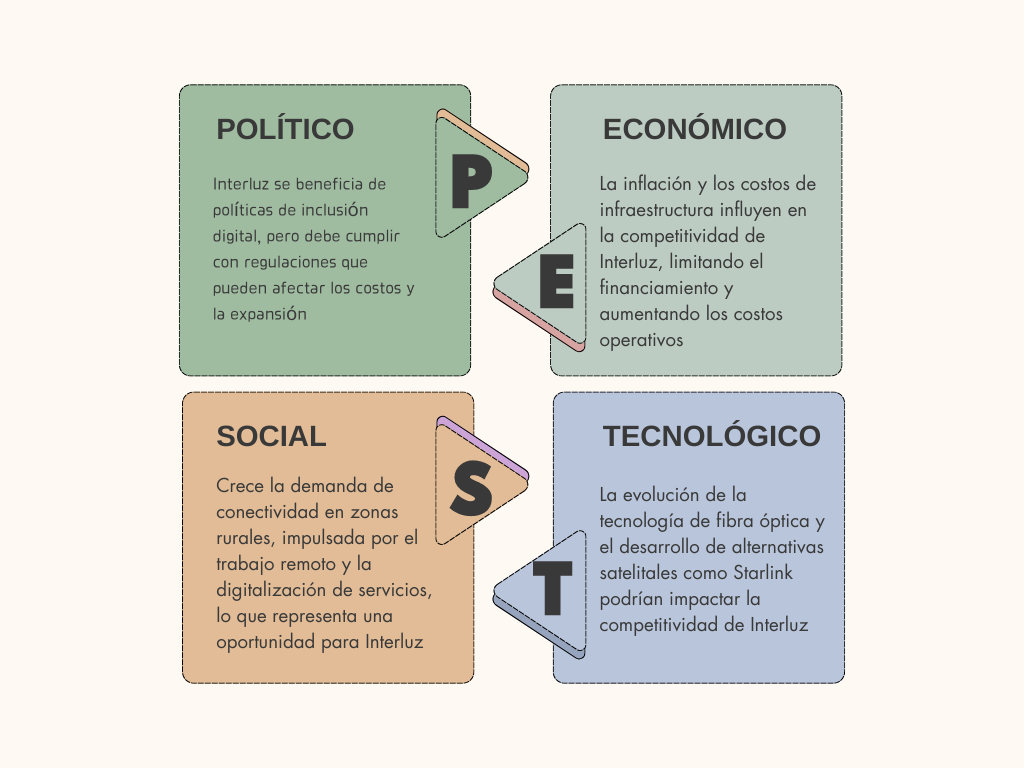 POLÍTICO
Interluz se beneficia de
políticas de inclusión
digital, pero debe cumplir
con regulaciones que
pueden afectar los costos y
la expansión
P
ECONÓMICO
La inflación y los costos de
infraestructura influyen en
la competitividad de
Interluz, limitando el
financiamiento y
aumentando los costos
operativos
E
SOCIAL
Crece la demanda de
conectividad en zonas
rurales, impulsada por el
trabajo remoto y la
digitalización de servicios,
lo que representa una
oportunidad para Interluz
S
TECNOLÓGICO
La evolución de la
tecnología de fibra óptica y
el desarrollo de alternativas
satelitales como Starlink
podrían impactar la
competitividad de Interluz
T